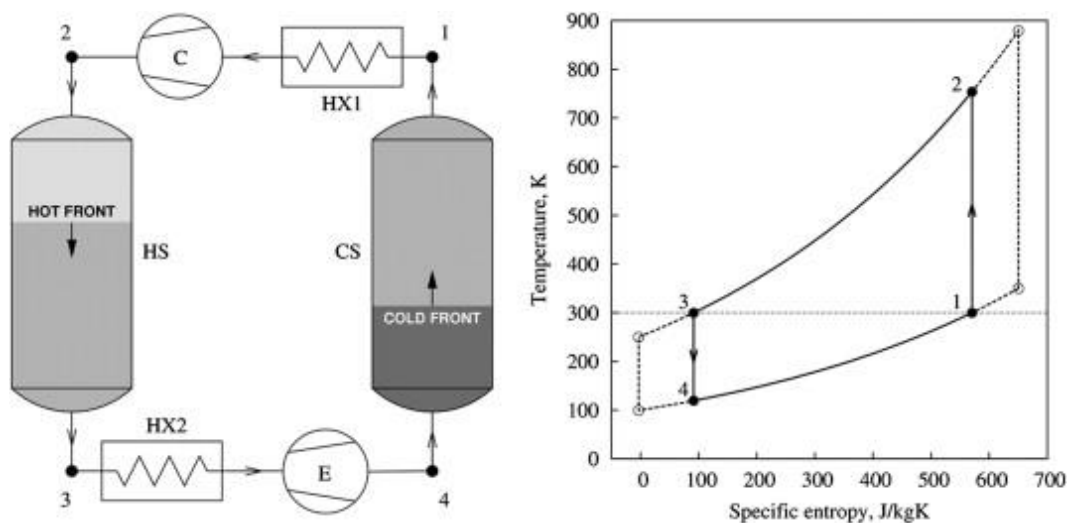 2
1
C
HX1
HOT FRONT
HS
CS
COLD FRONT
HX2
E
3
4
900
800
700
600
500
400
300
200
100
0
Temperature, K
2
3
1
4
0 100 200 300 400 500 600 700
Specific entropy, J/kgK